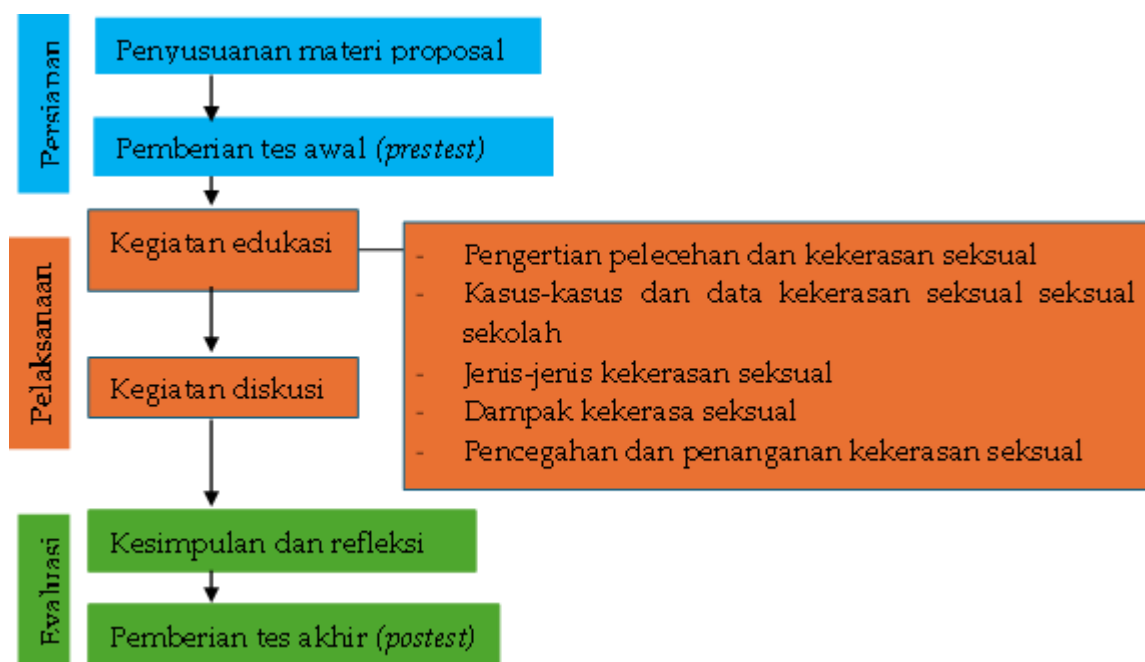 Persiapan
Penyusuanan materi proposal
Pemberian tes awal (prestest)
Pelaksanaan
Kegiatan edukasi
- Pengertian pelecehan dan kekerasan seksual
- Kasus-kasus dan data kekerasan seksual seksual
sekolah
- Jenis-jenis kekerasan seksual
- Dampak kekerasa seksual
- Pencegahan dan penanganan kekerasan seksual
Kegiatan diskusi
Evaluasi
Kesimpulan dan refleksi
Pemberian tes akhir (postest)